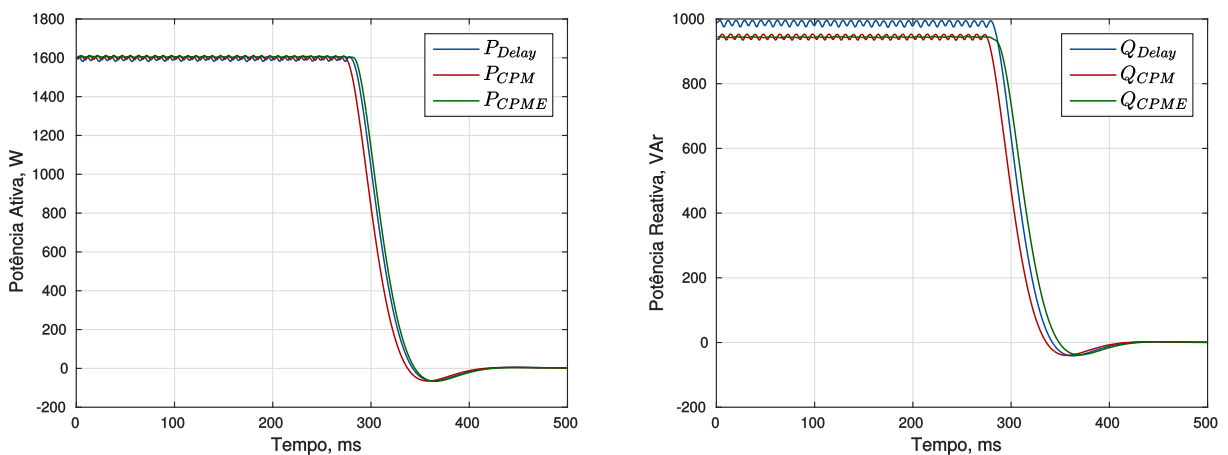 1800
1600
1400
1200
1000
800
600
400
200
0
-200
0 100 200 300 400 500
Potência Ativa, W
Tempo, ms
P_Delay
P_CPM
P_CPME
1000
800
600
400
200
0
-200
0 100 200 300 400 500
Potência Reativa, VAr
Tempo, ms
Q_Delay
Q_CPM
Q_CPME